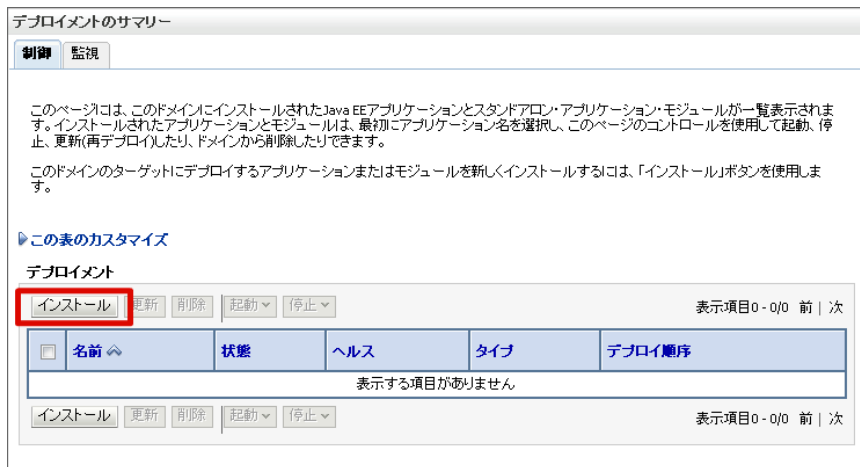 デプロイメントのサマリー
制御 監視
このページには、このドメインにインストールされたJava EEアプリケーションとスタンドアロン・アプリケーション・モジュールが一覧表示されま
す。インストールされたアプリケーションとモジュールは、最初にアプリケーション名を選択し、このページのコントロールを使用して起動、停
止、更新(再デプロイ)したり、ドメインから削除したりできます。
このドメインのターゲットにデプロイするアプリケーションまたはモジュールを新しくインストールするには、「インストール」ボタンを使用しま
す。
この表のカスタマイズ
デプロイメント
インストール 更新 削除 起動 停止 表示項目0 - 0/0 前 | 次
名前 状態 ヘルス タイプ デプロイ順序
表示する項目がありません
インストール 更新 削除 起動 停止 表示項目0 - 0/0 前 | 次